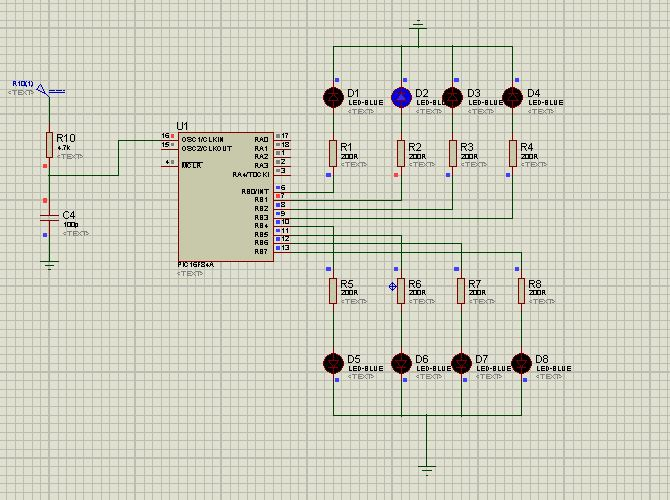 R10(1)
<TEXT>
R10
4.7k
<TEXT>
C4
100p
<TEXT>
U1
16 OSC1/CLKIN
15 OSC2/CLKOUT
4 MCLR
RA0 17
RA1 18
RA2 1
RA3 2
RA4/T0CKI 3
RB0/INT 6
RB1 7
RB2 8
RB3 9
RB4 10
RB5 11
RB6 12
RB7 13
PIC16F84A
<TEXT>
D1
LED-BLUE
<TEXT>
D2
LED-BLUE
<TEXT>
D3
LED-BLUE
<TEXT>
D4
LED-BLUE
<TEXT>
R1
200R
<TEXT>
R2
200R
<TEXT>
R3
200R
<TEXT>
R4
200R
<TEXT>
R5
200R
<TEXT>
R6
200R
<TEXT>
R7
200R
<TEXT>
R8
200R
<TEXT>
D5
LED-BLUE
<TEXT>
D6
LED-BLUE
<TEXT>
D7
LED-BLUE
<TEXT>
D8
LED-BLUE
<TEXT>